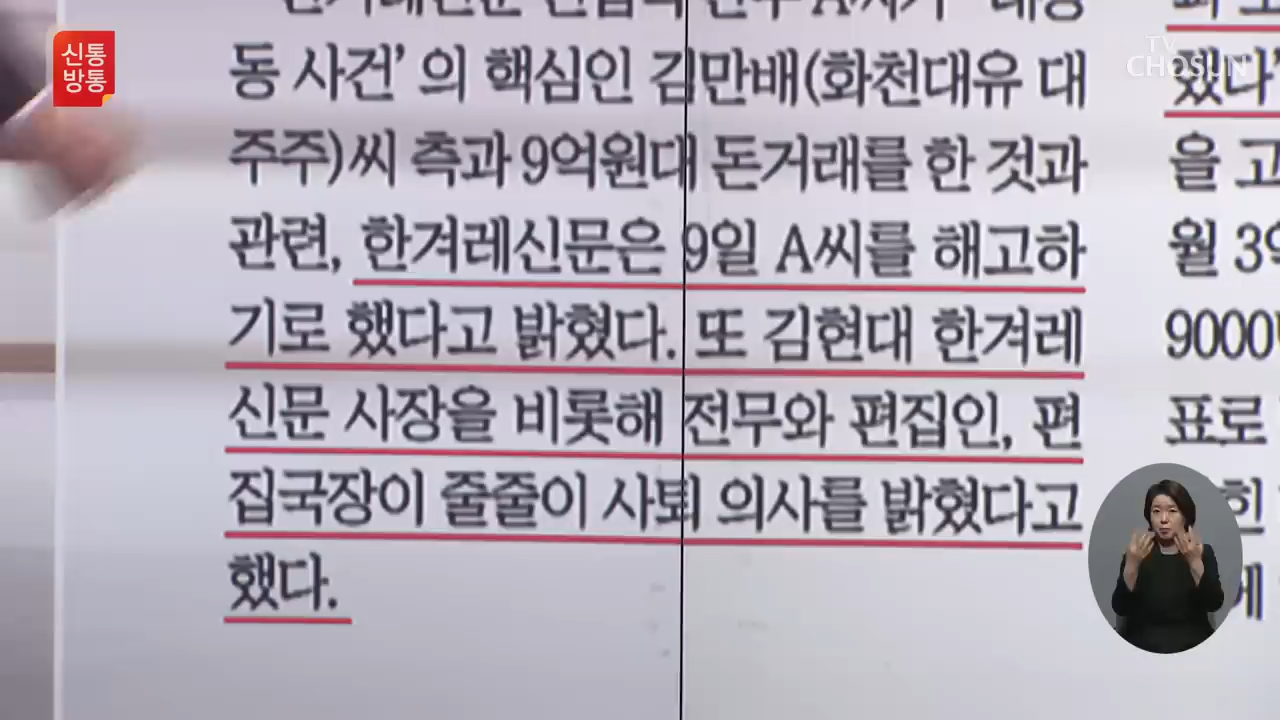 신통
방통
TV
CHOSUN
동 사건’의 핵심인 김만배(화천대유 대
주주)씨 측과 9억원대 돈거래를 한 것과
관련, 한겨레신문은 9일 A씨를 해고하
기로 했다고 밝혔다. 또 김현대 한겨레
신문 사장을 비롯해 전무와 편집인, 편
집국장이 줄줄이 사퇴 의사를 밝혔다고
했다.
했다’
을 고
월 3억
9000
표로
힌
에